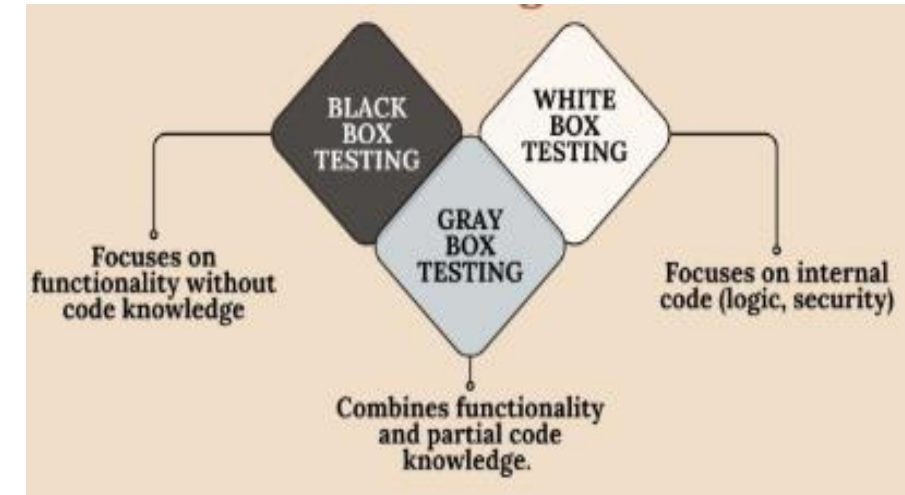 BLACK
BOX
TESTING
WHITE
BOX
TESTING
GRAY
BOX
TESTING
Focuses on
functionality without
code knowledge
Focuses on internal
code (logic, security)
Combines functionality
and partial code
knowledge.